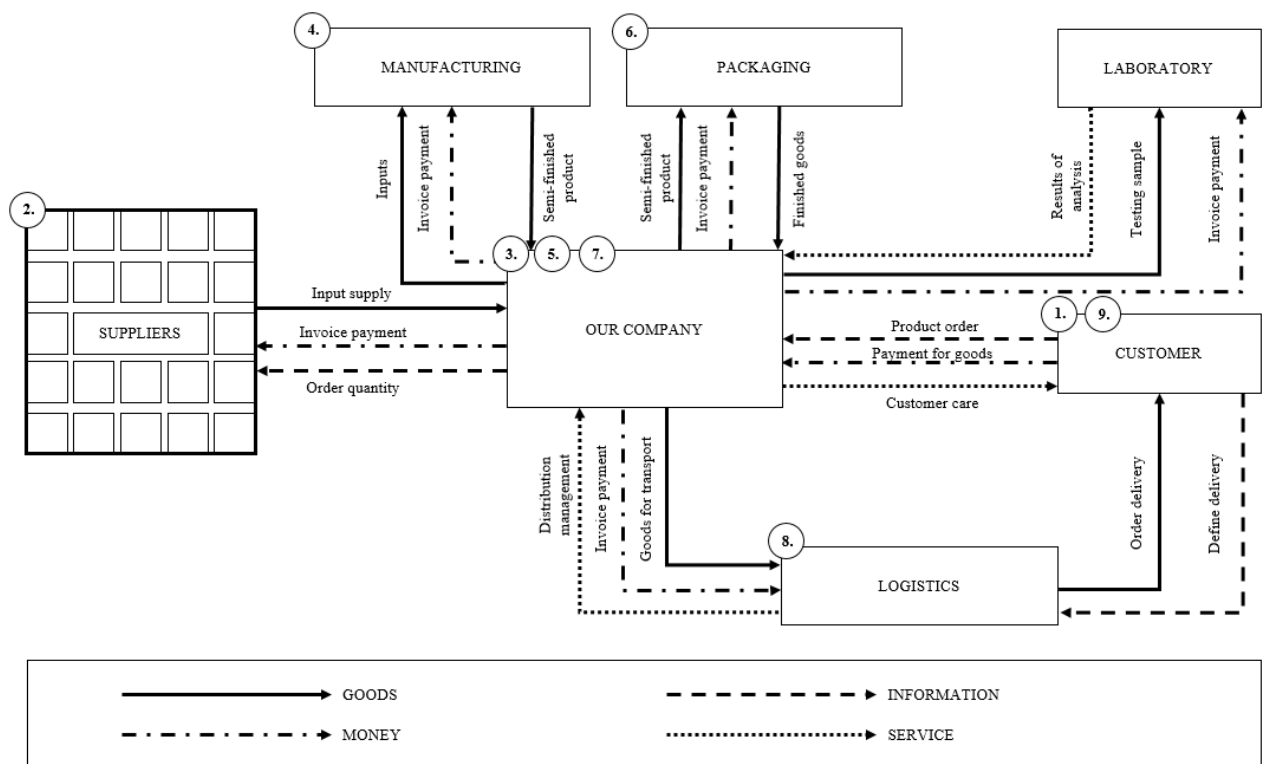 4.
MANUFACTURING
6.
PACKAGING
LABORATORY
Inputs
Invoice payment
Semi-finished
product
Semi-finished
product
Invoice payment
Finished goods
Results of
analysis
Testing sample
Invoice payment
2.
SUPPLIERS
Input supply
Invoice payment
Order quantity
3.
5.
7.
OUR COMPANY
Product order
Payment for goods
Customer care
1.
9.
CUSTOMER
Distribution
management
Invoice payment
Goods for transport
Order delivery
Define delivery
8.
LOGISTICS
GOODS
INFORMATION
MONEY
SERVICE